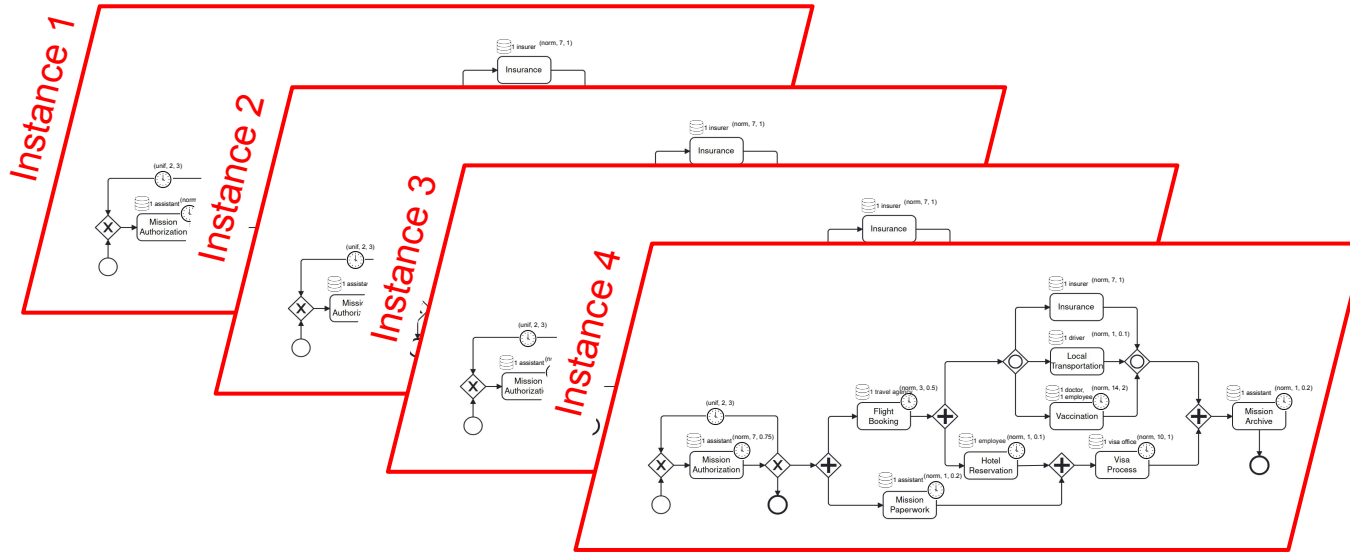 Instance 1
1 insurer (norm, 7, 1)
Insurance
(unif, 2, 3)
1 assistant (norm
Mission
Authorization
X
Instance 2
1 insurer (norm, 7, 1)
Insurance
(unif, 2, 3)
1 assista
Missi
Authoriz
X
Instance 3
1 insurer (norm, 7, 1)
Insurance
(unif, 2, 3)
1 assistant
Mission
Authorizati
X
Instance 4
1 insurer (norm, 7, 1)
Insurance
1 driver (norm, 1, 0.1)
Local
Transportation
1 doctor, (norm, 14, 2)
1 employee
Vaccination
1 travel agency (norm, 3, 0.5)
Flight
Booking
(unif, 2, 3)
1 assistant (norm, 7, 0.75)
Mission
Authorization
X
X
1 employee (norm, 1, 0.1)
Hotel
Reservation
1 visa office (norm, 10, 1)
Visa
Process
1 assistant (norm, 1, 0.2)
Mission
Paperwork
1 assistant (norm, 1, 0.2)
Mission
Archive